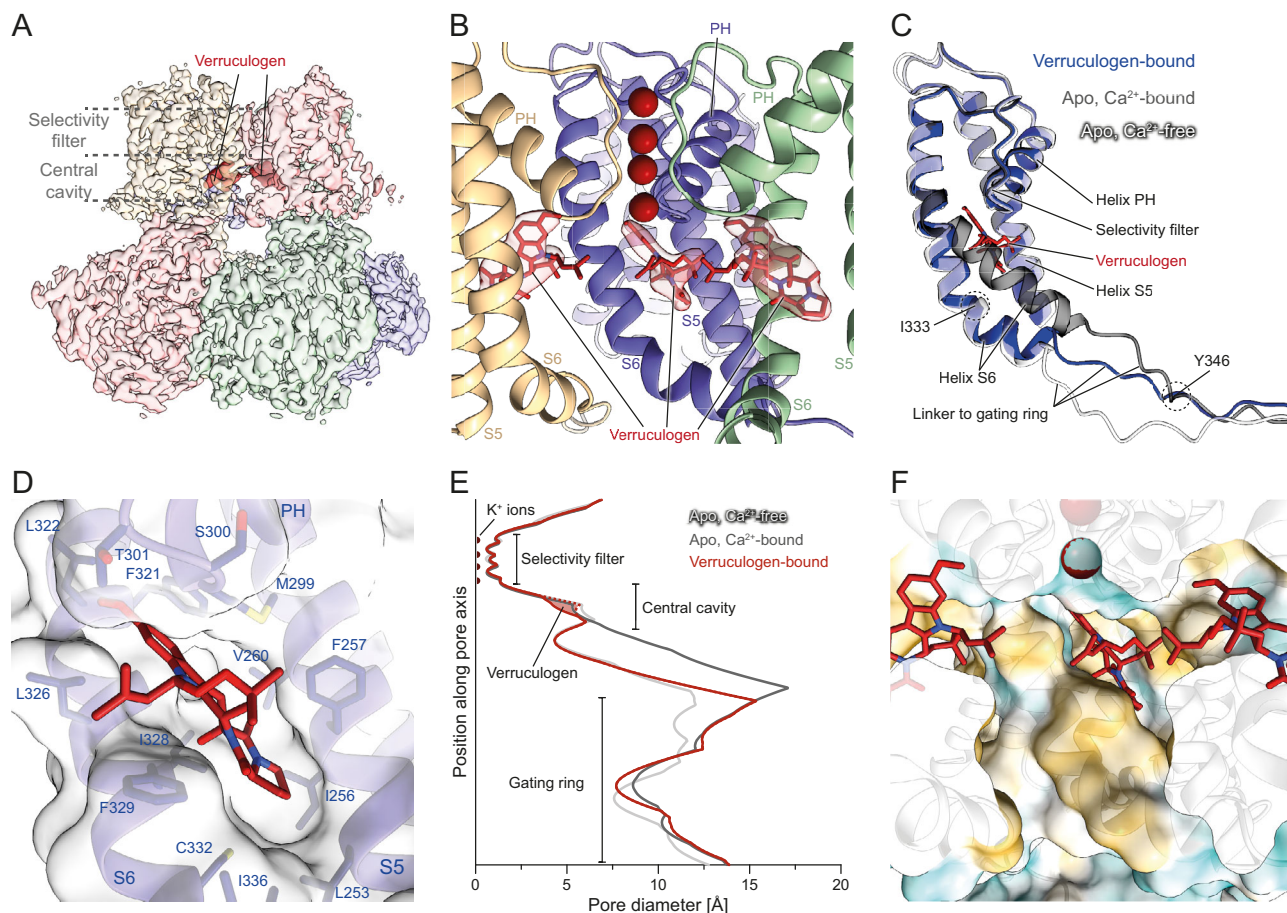 A
Verruculogen
Selectivity
filter
Central
cavity
B
PH
PH
PH
S5
S6
S5
S6
S6
S5
Verruculogen
C
Verruculogen-bound
Apo, Ca²⁺-bound
Apo, Ca²⁺-free
Helix PH
Selectivity filter
Verruculogen
Helix S5
I333
Helix S6
Y346
Linker to gating ring
D
PH
L322
S300
T301
F321
M299
V260
F257
L326
I328
I256
F329
C332
S6
I336
S5
L253
E
K⁺ ions
Apo, Ca²⁺-free
Apo, Ca²⁺-bound
Verruculogen-bound
Selectivity filter
Central cavity
Verruculogen
Gating ring
Position along pore axis
0
5
10
15
20
Pore diameter [Å]
F